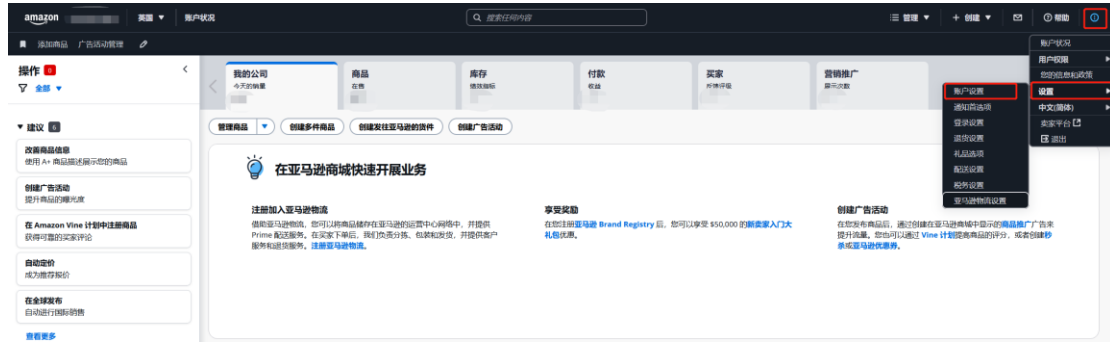 amazon
英国
账户状况
搜索任何内容
管理
+ 创建
帮助
添加商品 广告活动管理
账户状况
用户权限
您的信息和政策
设置
中文(简体)
卖家平台
退出
账户设置
通知首选项
登录设置
退货设置
礼品选项
配送设置
税务设置
亚马逊物流设置
操作 0
全部
我的公司
今天的销量
商品
在售
库存
绩效指标
付款
收益
买家
反馈评级
营销推广
展示次数
管理商品
创建多件商品
创建发往亚马逊的货件
创建广告活动
建议 6
改善商品信息
使用 A+ 商品描述展示您的商品
创建广告活动
提升商品的曝光度
在 Amazon Vine 计划中注册商品
获得可靠的买家评论
自动定价
成为推荐报价
在全球发布
自动进行国际销售
查看更多
在亚马逊商城快速开展业务
注册加入亚马逊物流
借助亚马逊物流，您可以将商品储存在亚马逊的运营中心网络中，并提供
Prime 配送服务。在买家下单后，我们负责分拣、包装和发货，并提供客户
服务和退货服务。注册亚马逊物流。
享受奖励
在您注册亚马逊 Brand Registry 后，您可以享受 $50,000 的新卖家入门大
礼包优惠。
创建广告活动
在您发布商品后，通过创建在亚马逊商城中显示的商品推广广告来
提升流量。您也可以通过 Vine 计划提高商品的评分，或者创建秒
杀或亚马逊优惠券。